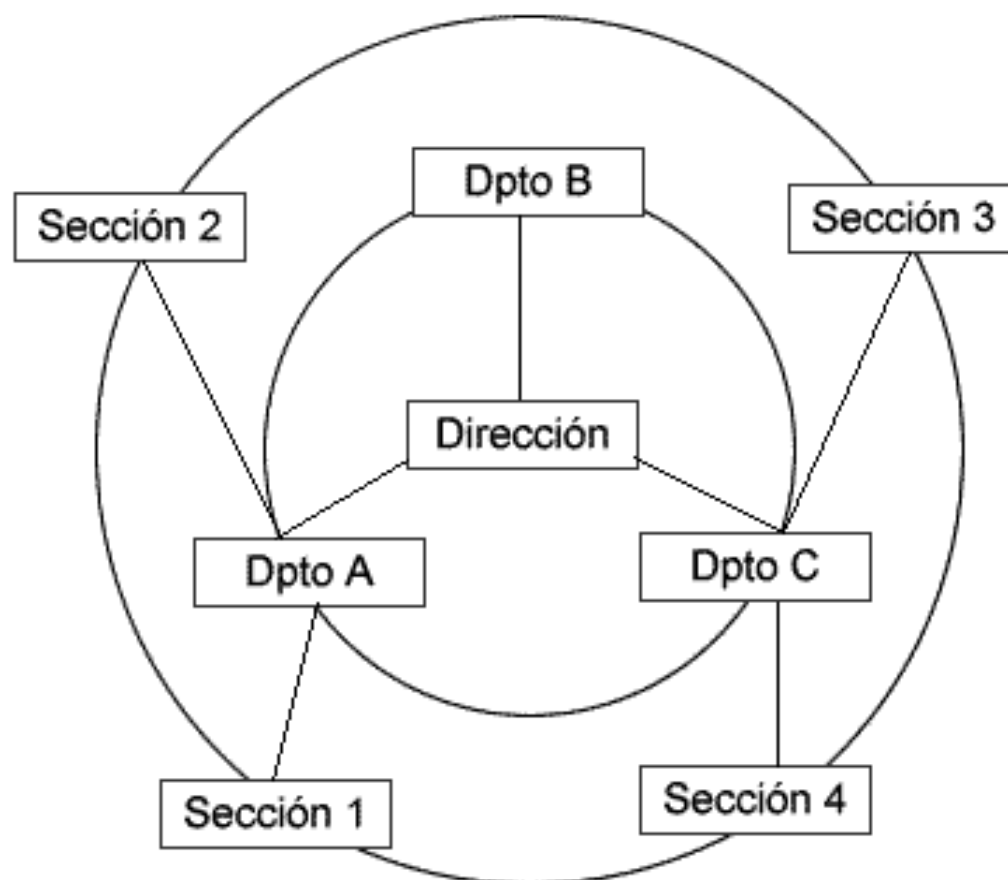 Dpto B
Sección 2
Sección 3
Dirección
Dpto A
Dpto C
Sección 1
Sección 4